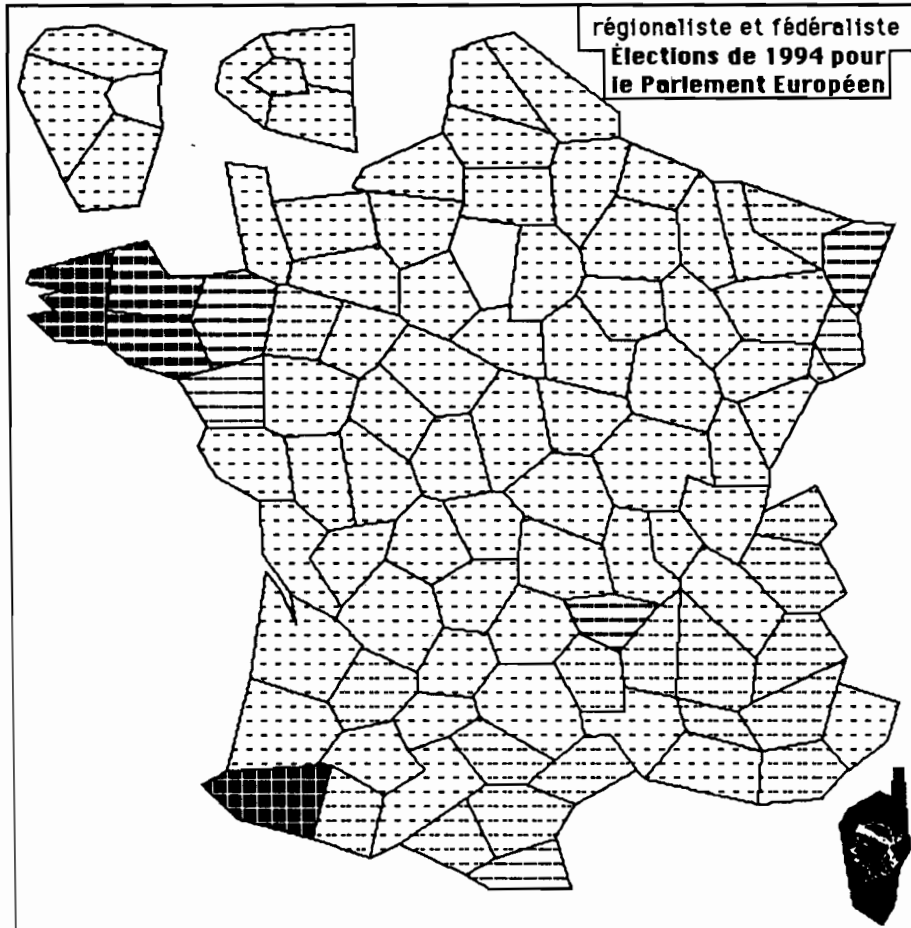 régionaliste et fédéraliste
Élections de 1994 pour
le Parlement Européen